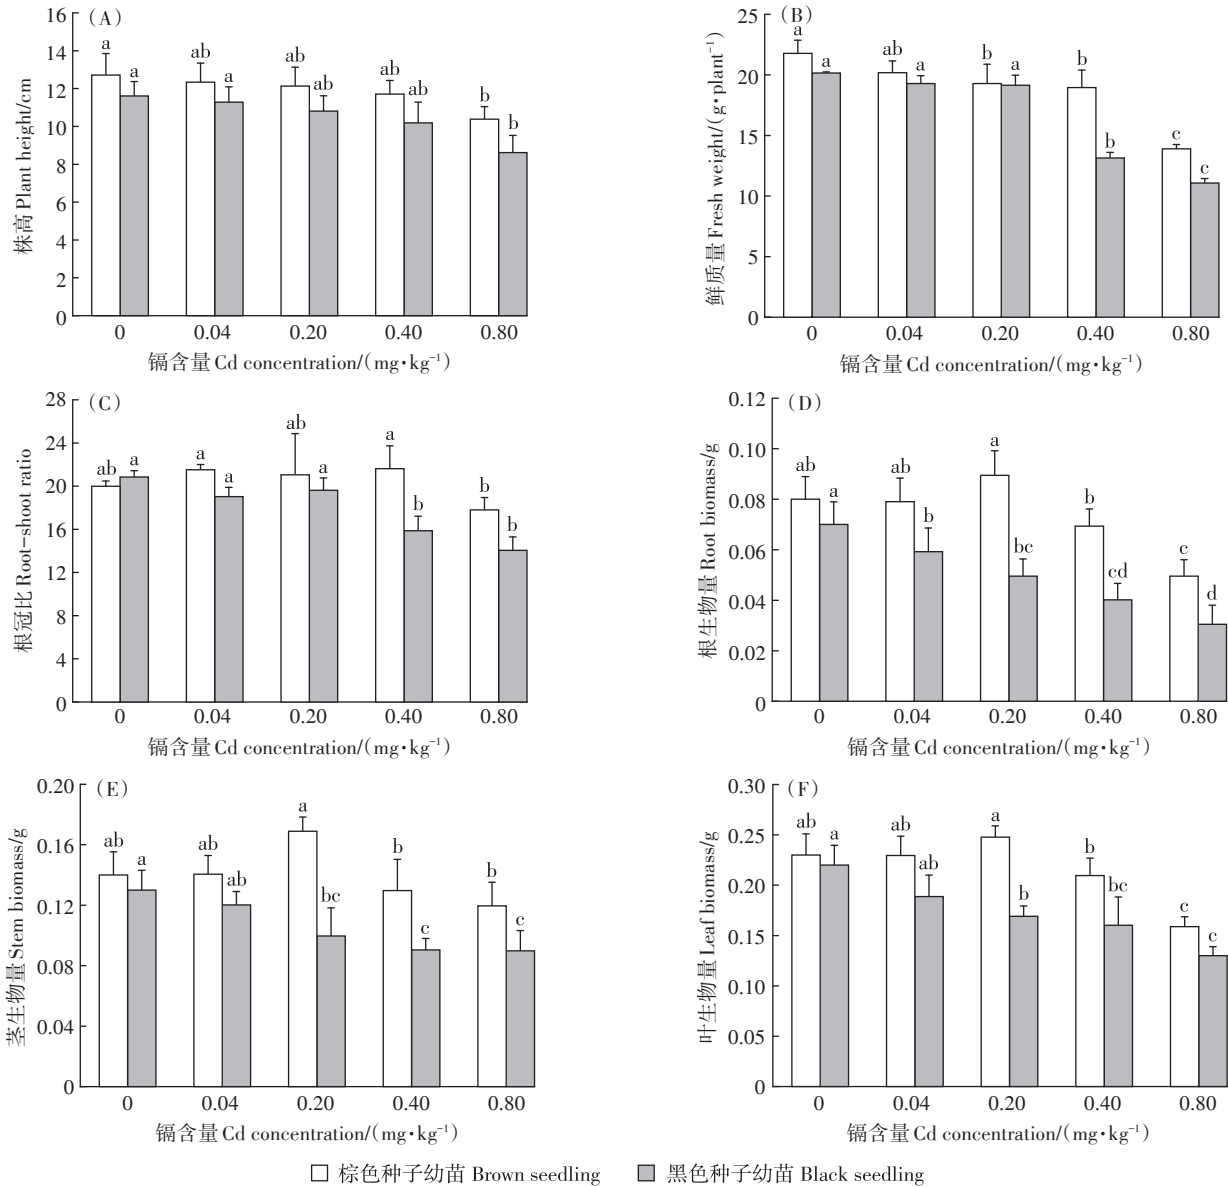 (A)
株高 Plant height/cm
16
14
12
10
8
6
4
2
0
a
a
ab
a
ab
ab
ab
ab
b
b
0 0.04 0.20 0.40 0.80
镉含量 Cd concentration/(mg·kg⁻¹)
(B)
鲜质量 Fresh weight/(g·plant⁻¹)
25
20
15
10
5
0
a
a
ab
a
b
a
b
b
c
c
0 0.04 0.20 0.40 0.80
镉含量 Cd concentration/(mg·kg⁻¹)
(C)
根冠比 Root-shoot ratio
28
24
20
16
12
8
4
0
ab
a
a
a
ab
a
a
b
b
b
0 0.04 0.20 0.40 0.80
镉含量 Cd concentration/(mg·kg⁻¹)
(D)
根生物量 Root biomass/g
0.12
0.10
0.08
0.06
0.04
0.02
0
ab
a
ab
b
a
bc
b
cd
c
d
0 0.04 0.20 0.40 0.80
镉含量 Cd concentration/(mg·kg⁻¹)
(E)
茎生物量 Stem biomass/g
0.20
0.16
0.12
0.08
0.04
0
ab
a
ab
ab
a
bc
b
c
b
c
0 0.04 0.20 0.40 0.80
镉含量 Cd concentration/(mg·kg⁻¹)
(F)
叶生物量 Leaf biomass/g
0.30
0.25
0.20
0.15
0.10
0.05
0
ab
a
ab
ab
a
b
b
bc
c
c
0 0.04 0.20 0.40 0.80
镉含量 Cd concentration/(mg·kg⁻¹)
棕色种子幼苗 Brown seedling
黑色种子幼苗 Black seedling